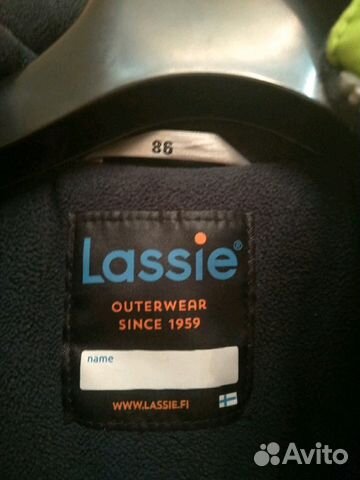 86
Lassie®
OUTERWEAR
SINCE 1959
name
WWW.LASSIE.FI
Avito